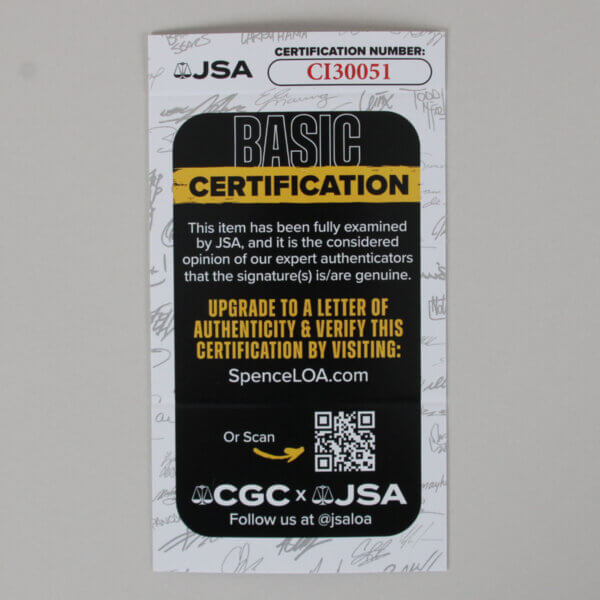 LARRY HAMA
JSA
CERTIFICATION NUMBER:
CI30051
BASIC
CERTIFICATION
This item has been fully examined
by JSA, and it is the considered
opinion of our expert authenticators
that the signature(s) is/are genuine.
UPGRADE TO A LETTER OF
AUTHENTICITY & VERIFY THIS
CERTIFICATION BY VISITING:
SpenceLOA.com
Or Scan
CGC x JSA
Follow us at @jsaloa